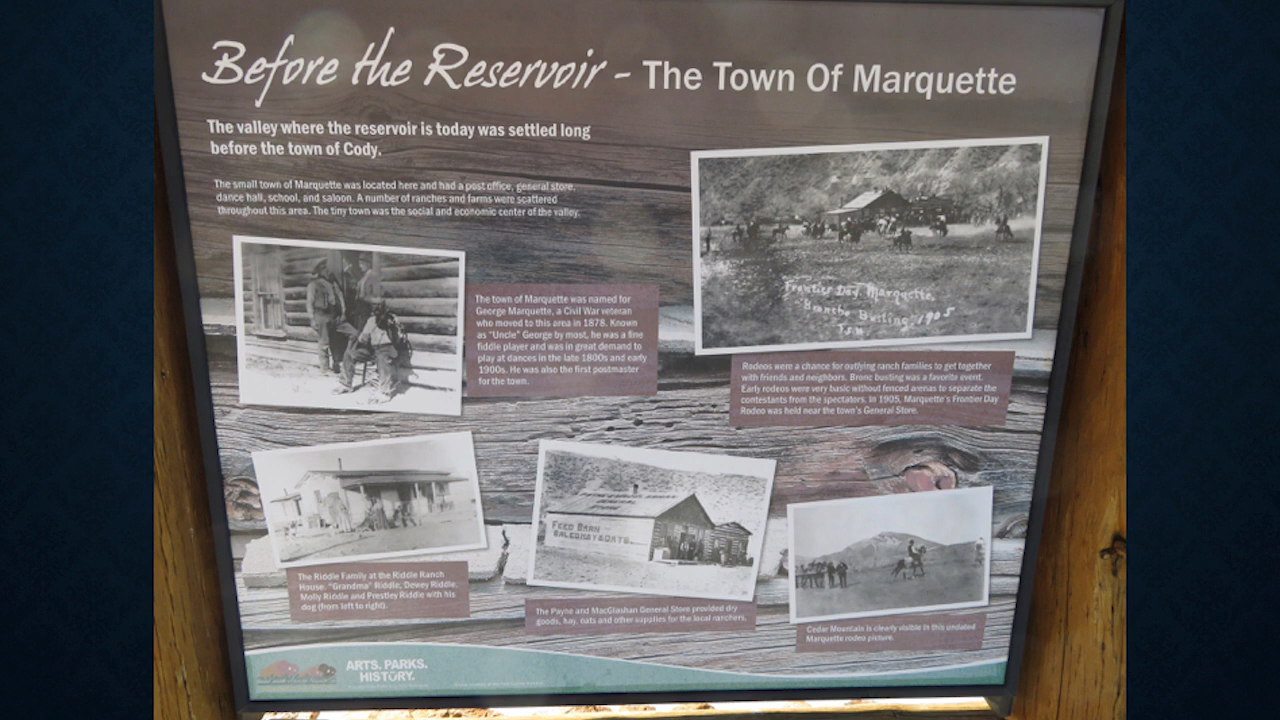 Before the Reservoir - The Town Of Marquette
The valley where the reservoir is today was settled long
before the town of Cody.
The small town of Marquette was located here and had a post office, general store,
dance hall, school, and saloon. A number of ranches and farms were scattered
throughout this area. The tiny town was the social and economic center of the valley.
Frontier Day. Marquette.
"Broncho Busting" 1905
The town of Marquette was named for
George Marquette, a Civil War veteran
who moved to this area in 1878. Known
as "Uncle" George by most, he was a fine
fiddle player and was in great demand to
play at dances in the late 1800s and early
1900s. He was also the first postmaster
for the town.
Rodeos were a chance for outlying ranch families to get together
with friends and neighbors. Bronc busting was a favorite event.
Early rodeos were very basic without fenced arenas to separate the
contestants from the spectators. In 1905, Marquette's Frontier Day
Rodeo was held near the town's General Store.
FEED BARN
BALED HAY & OATS
The Riddle Family at the Riddle Ranch
House. "Grandma" Riddle, Dewey Riddle,
Molly Riddle and Prestley Riddle with his
dog (from left to right).
The Payne and MacGlashan General Store provided dry
goods, hay, oats and other supplies for the local ranchers.
Cedar Mountain is clearly visible in this undated
Marquette rodeo picture.
ARTS. PARKS.
HISTORY.